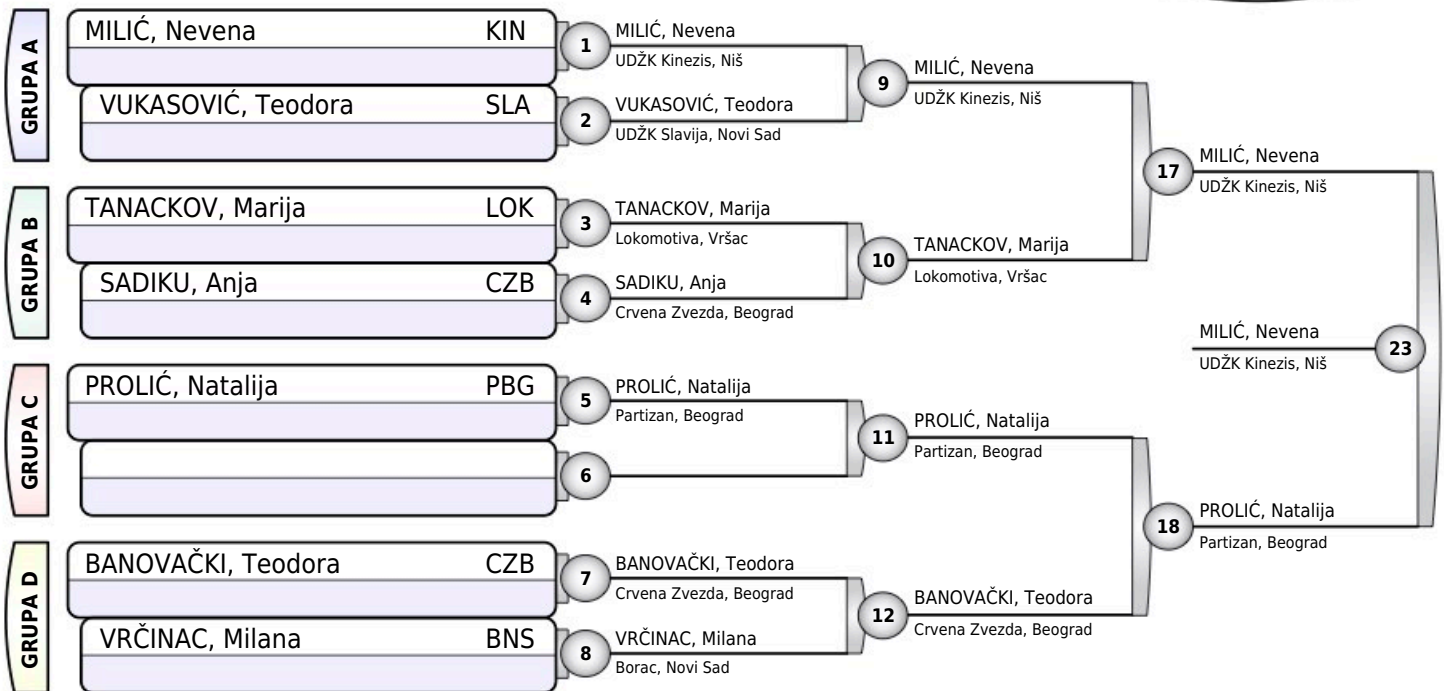 GRUPA A
MILIĆ, Nevena KIN
VUKASOVIĆ, Teodora SLA
GRUPA B
TANACKOV, Marija LOK
SADIKU, Anja CZB
GRUPA C
PROLIĆ, Natalija PBG
GRUPA D
BANOVAČKI, Teodora CZB
VRČINAC, Milana BNS
1
MILIĆ, Nevena
UDŽK Kinezis, Niš
2
VUKASOVIĆ, Teodora
UDŽK Slavija, Novi Sad
3
TANACKOV, Marija
Lokomotiva, Vršac
4
SADIKU, Anja
Crvena Zvezda, Beograd
5
PROLIĆ, Natalija
Partizan, Beograd
6
7
BANOVAČKI, Teodora
Crvena Zvezda, Beograd
8
VRČINAC, Milana
Borac, Novi Sad
9
MILIĆ, Nevena
UDŽK Kinezis, Niš
10
TANACKOV, Marija
Lokomotiva, Vršac
11
PROLIĆ, Natalija
Partizan, Beograd
12
BANOVAČKI, Teodora
Crvena Zvezda, Beograd
17
MILIĆ, Nevena
UDŽK Kinezis, Niš
18
PROLIĆ, Natalija
Partizan, Beograd
MILIĆ, Nevena
UDŽK Kinezis, Niš
23